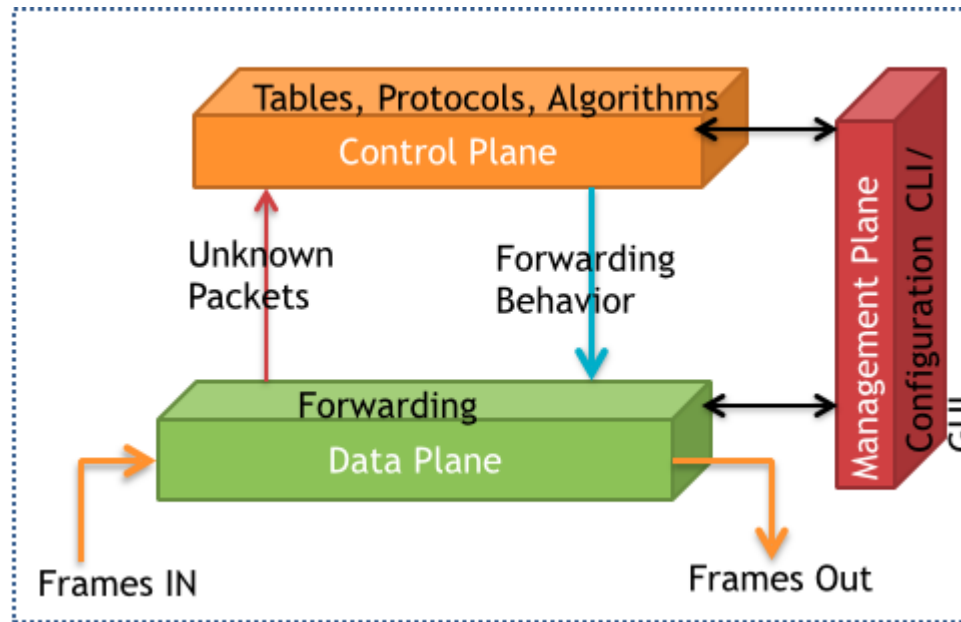 Tables, Protocols, Algorithms
Control Plane
Unknown
Packets
Forwarding
Behavior
Forwarding
Data Plane
Frames IN
Frames Out
Management Plane
Configuration CLI/
GUI